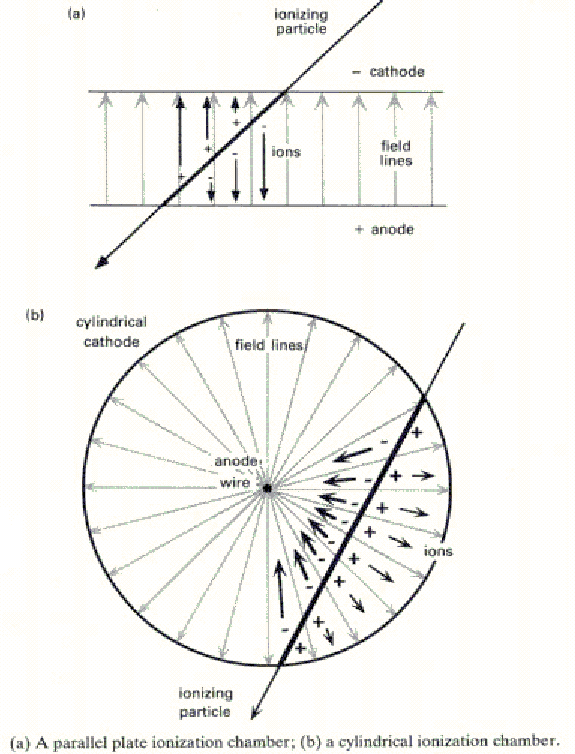 (a)
ionizing
particle
− cathode
ions
field
lines
+ anode
(b)
cylindrical
cathode
field lines
anode
wire
ions
ionizing
particle
(a) A parallel plate ionization chamber; (b) a cylindrical ionization chamber.